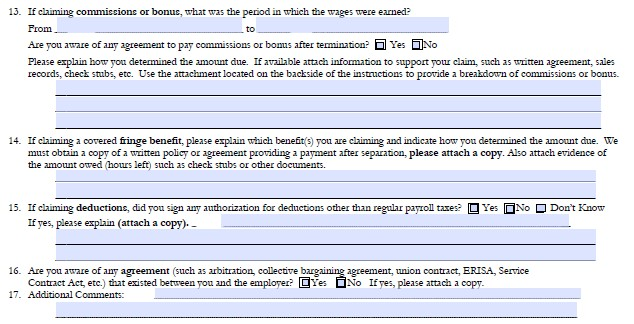 13. If claiming commissions or bonus, what was the period in which the wages were earned?
From to
Are you aware of any agreement to pay commissions or bonus after termination? Yes No
Please explain how you determined the amount due. If available attach information to support your claim, such as written agreement, sales
records, check stubs, etc. Use the attachment located on the backside of the instructions to provide a breakdown of commissions or bonus.
14. If claiming a covered fringe benefit, please explain which benefit(s) you are claiming and indicate how you determined the amount due. We
must obtain a copy of a written policy or agreement providing a payment after separation, please attach a copy. Also attach evidence of
the amount owed (hours left) such as check stubs or other documents.
15. If claiming deductions, did you sign any authorization for deductions other than regular payroll taxes? Yes No Don't Know
If yes, please explain (attach a copy).
16. Are you aware of any agreement (such as arbitration, collective bargaining agreement, union contract, ERISA, Service
Contract Act, etc.) that existed between you and the employer? Yes No If yes, please attach a copy.
17. Additional Comments: